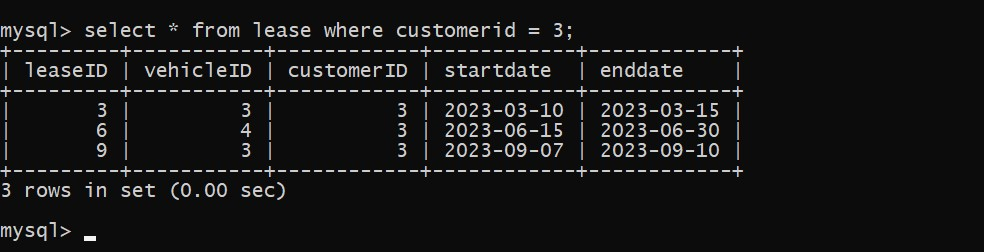 mysql> select * from lease where customerid = 3;
+---------+-----------+------------+------------+------------+
| leaseID | vehicleID | customerID | startdate  | enddate    |
+---------+-----------+------------+------------+------------+
|       3 |         3 |          3 | 2023-03-10 | 2023-03-15 |
|       6 |         4 |          3 | 2023-06-15 | 2023-06-30 |
|       9 |         3 |          3 | 2023-09-07 | 2023-09-10 |
+---------+-----------+------------+------------+------------+
3 rows in set (0.00 sec)
mysql> _